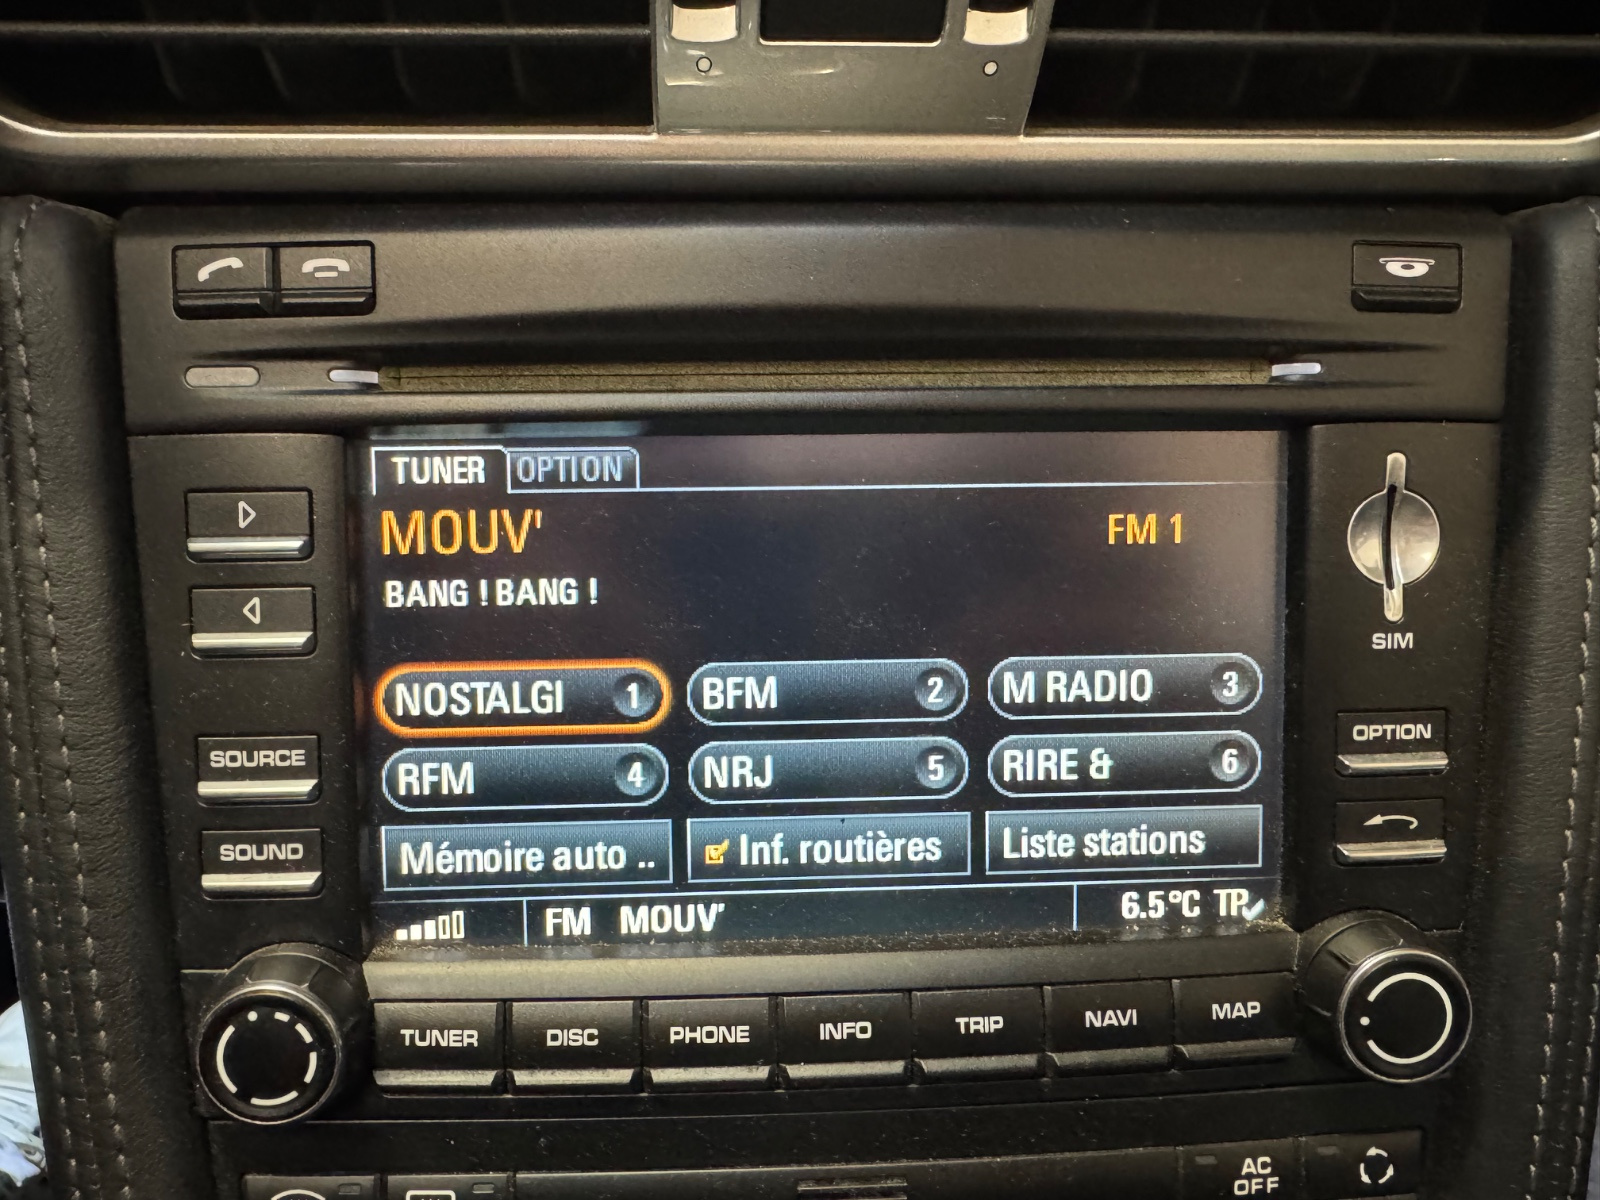 TUNER OPTION
MOUV' FM 1
BANG ! BANG !
NOSTALGI 1 BFM 2 M RADIO 3
RFM 4 NRJ 5 RIRE & 6
Mémoire auto .. Inf. routières Liste stations
FM MOUV' 6.5°C TP
SOURCE
SOUND
SIM
OPTION
TUNER DISC PHONE INFO TRIP NAVI MAP
AC
OFF